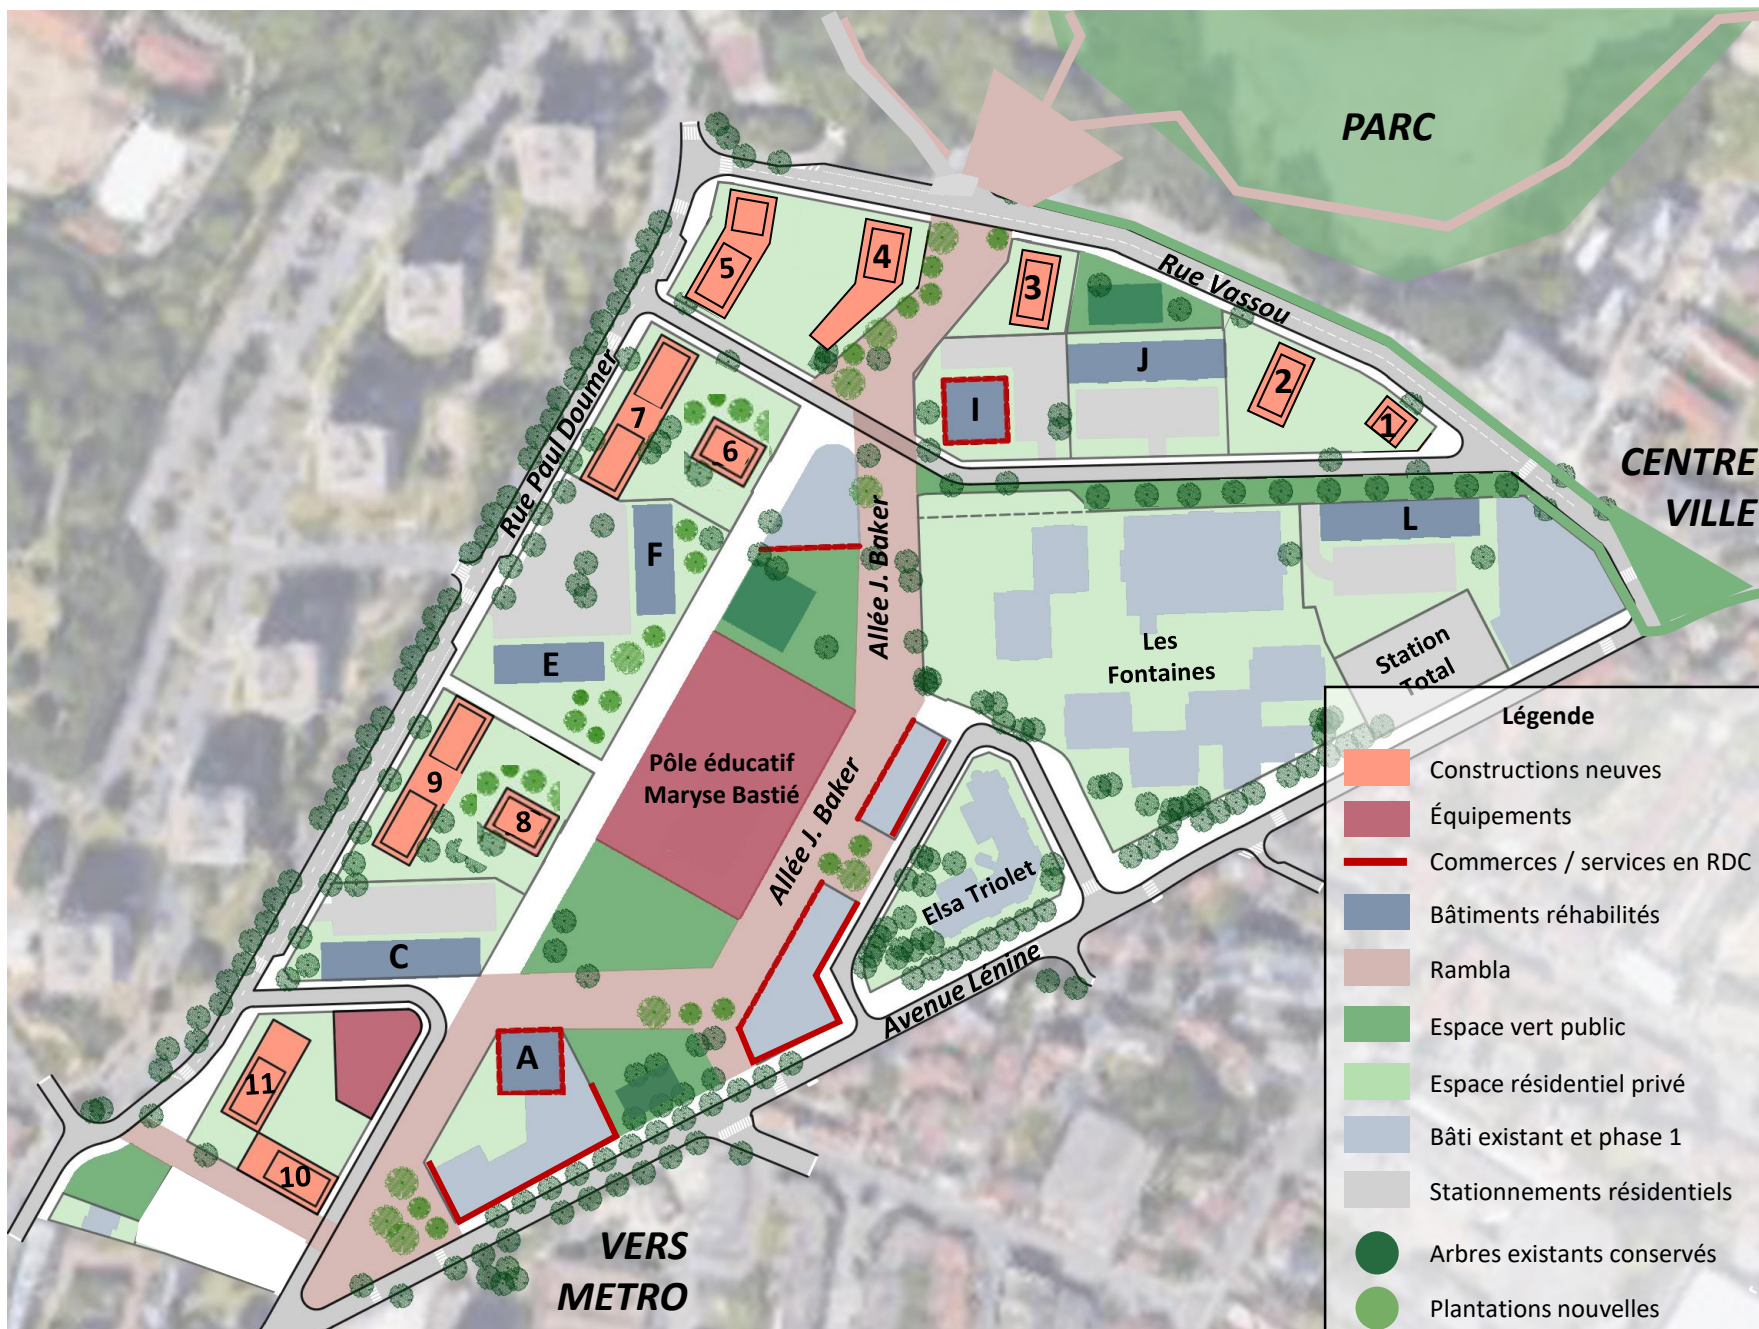 PARC
Rue Vassou
CENTRE
VILLE
5
4
3
2
1
J
I
Rue Paul Doumer
7
6
F
E
Allée J. Baker
L
Les
Fontaines
Station
Total
9
8
Pôle éducatif
Maryse Bastié
Allée J. Baker
Elsa Triolet
Avenue Lénine
C
A
11
10
VERS
METRO
Légende
Constructions neuves
Équipements
Commerces / services en RDC
Bâtiments réhabilités
Rambla
Espace vert public
Espace résidentiel privé
Bâti existant et phase 1
Stationnements résidentiels
Arbres existants conservés
Plantations nouvelles